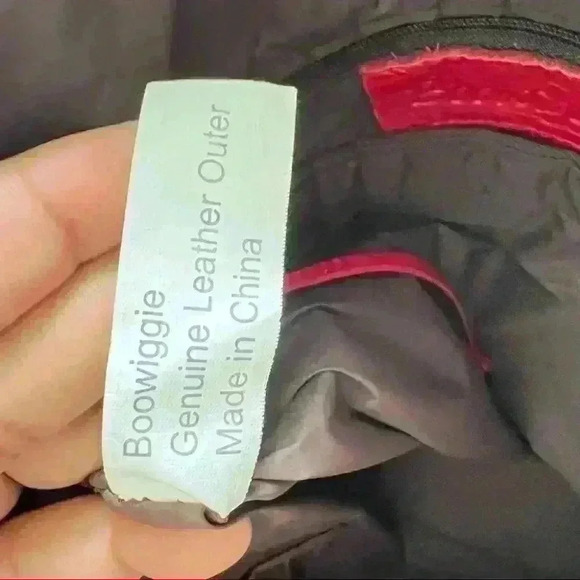 Boowiggie
Genuine Leather Outer
Made in China